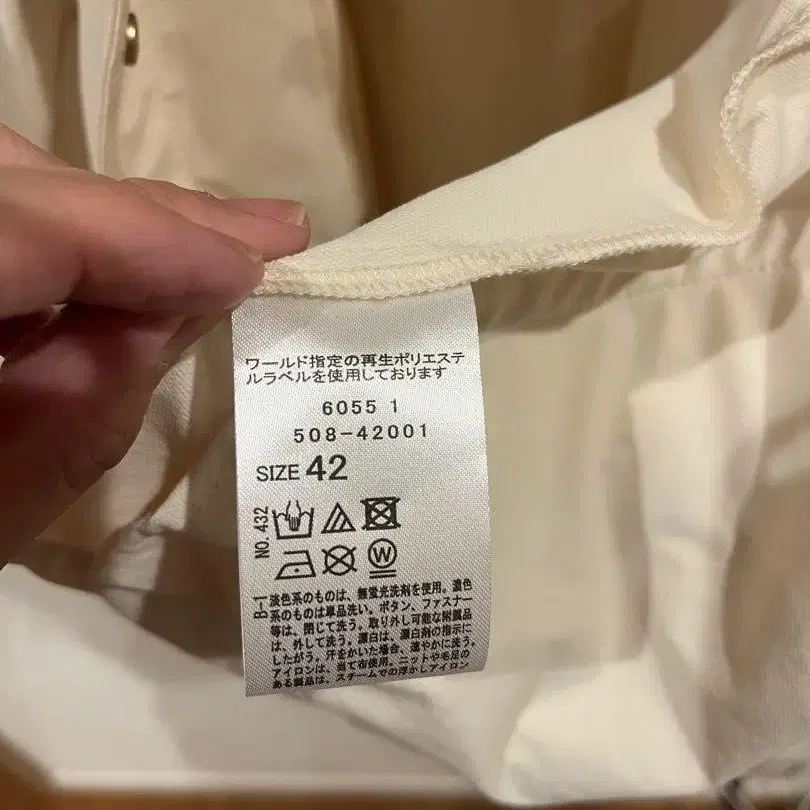 ワールド指定の再生ポリエステ
ルラベルを使用しております
6055 1
508-42001
SIZE 42
NO.432
W
B-1
淡色系のものは、無蛍光洗剤を使用。濃色
系のものは単品洗い。ボタン、ファスナー
等は、閉じて洗う。取り外し可能な附属品
は、外して洗う。漂白は、漂白剤の指示に
したがう。汗をかいた場合、速やかに洗う。
アイロンは、当て布使用。ニットや毛足の
ある製品は、スチームでの浮かしアイロン